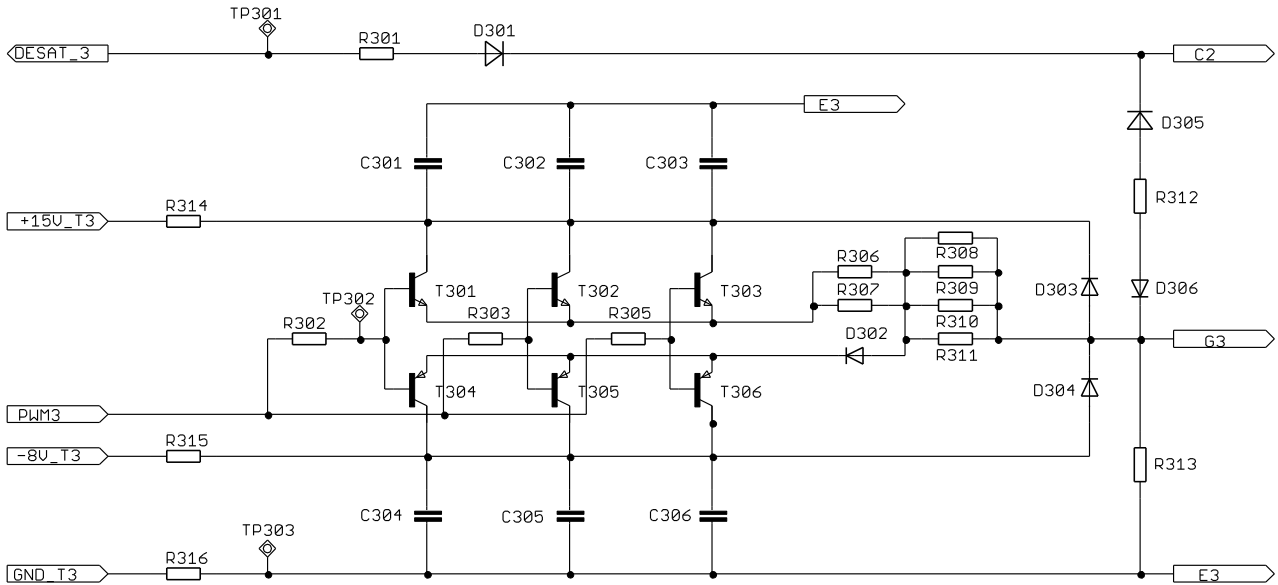 TP301
D301
R301
DESAT_3
C2
E3
D305
C301
C302
C303
R312
R314
+15V_T3
R308
R306
T301
T302
T303
R309
D303
D306
R307
TP302
R303
R305
R310
R302
D302
G3
R311
T304
T305
T306
D304
PWM3
R315
-8V_T3
R313
C304
C305
C306
TP303
R316
GND_T3
E3